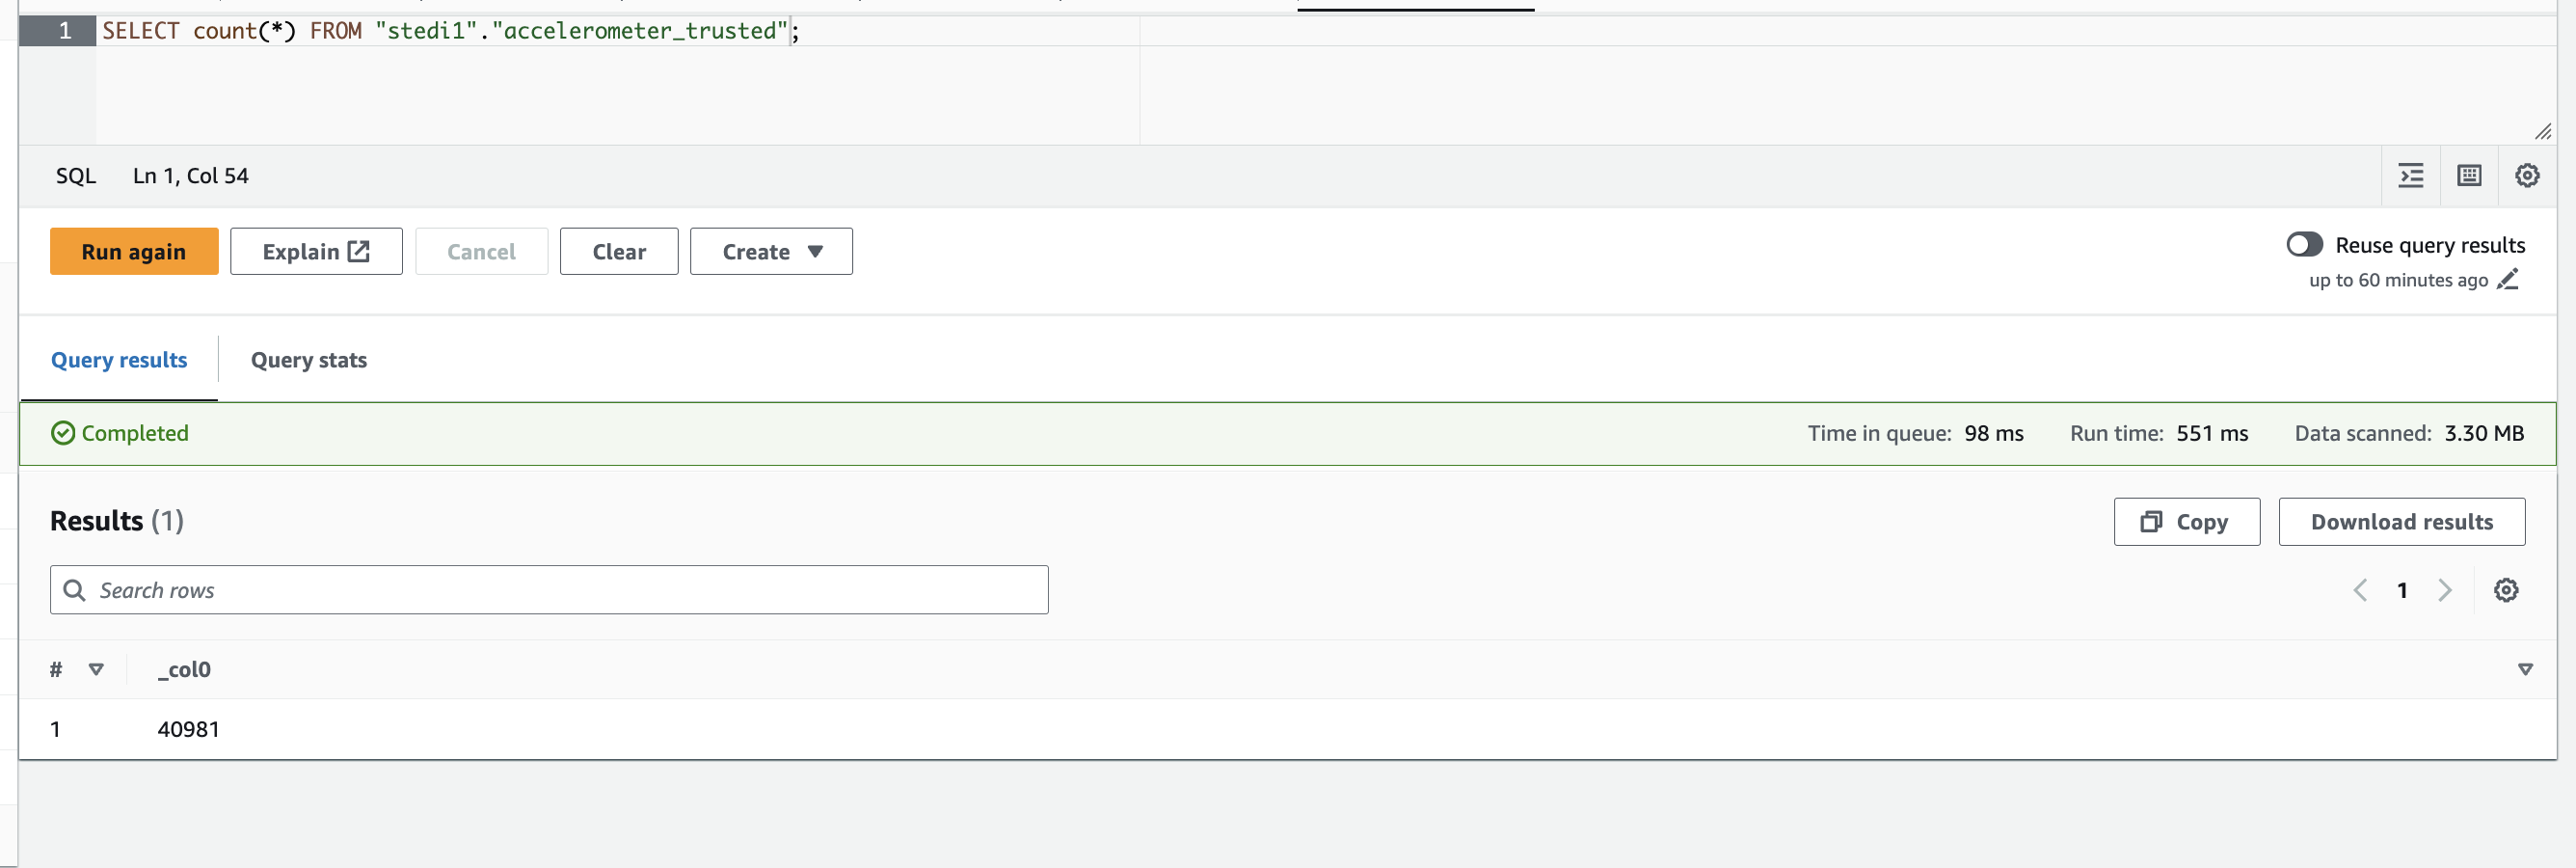 1 SELECT count(*) FROM "stedi1"."accelerometer_trusted";
SQL Ln 1, Col 54
Run again Explain Cancel Clear Create Reuse query results
up to 60 minutes ago
Query results Query stats
Completed Time in queue: 98 ms Run time: 551 ms Data scanned: 3.30 MB
Results (1) Copy Download results
Search rows 1
# _col0
1 40981